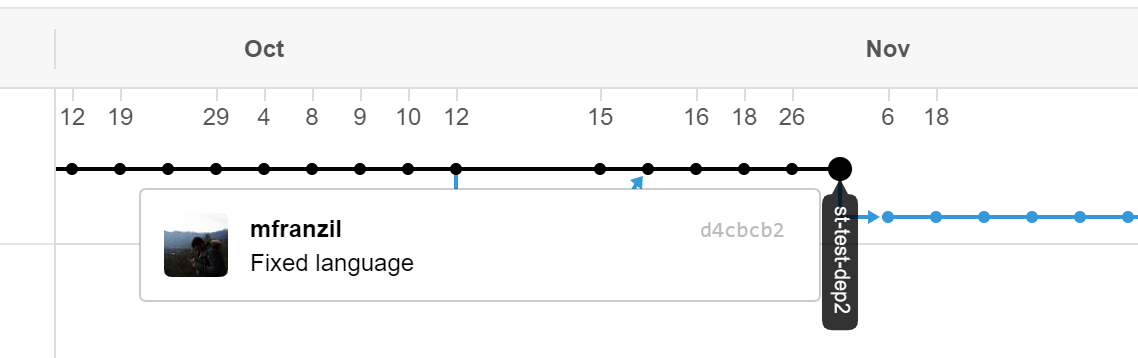 Oct Nov
12 19 29 4 8 9 10 12 15 16 18 26 6 18
mfranzil d4cbcb2
Fixed language
st-test-dep2